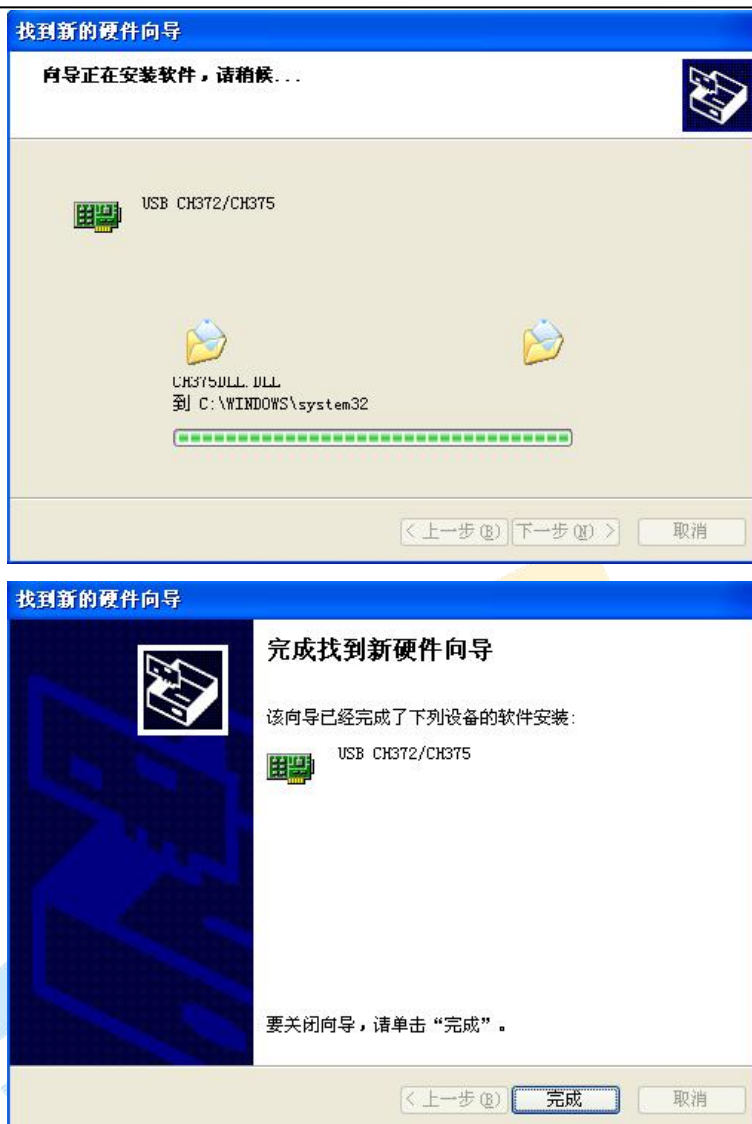 找到新的硬件向导
向导正在安装软件，请稍候...
USB CH372/CH375
CH375DLL.DLL
到 C:\WINDOWS\system32
< 上一步(B) 下一步(N) > 取消
找到新的硬件向导
完成找到新硬件向导
该向导已经完成了下列设备的软件安装:
USB CH372/CH375
要关闭向导，请单击“完成”。
< 上一步(B) 完成 取消